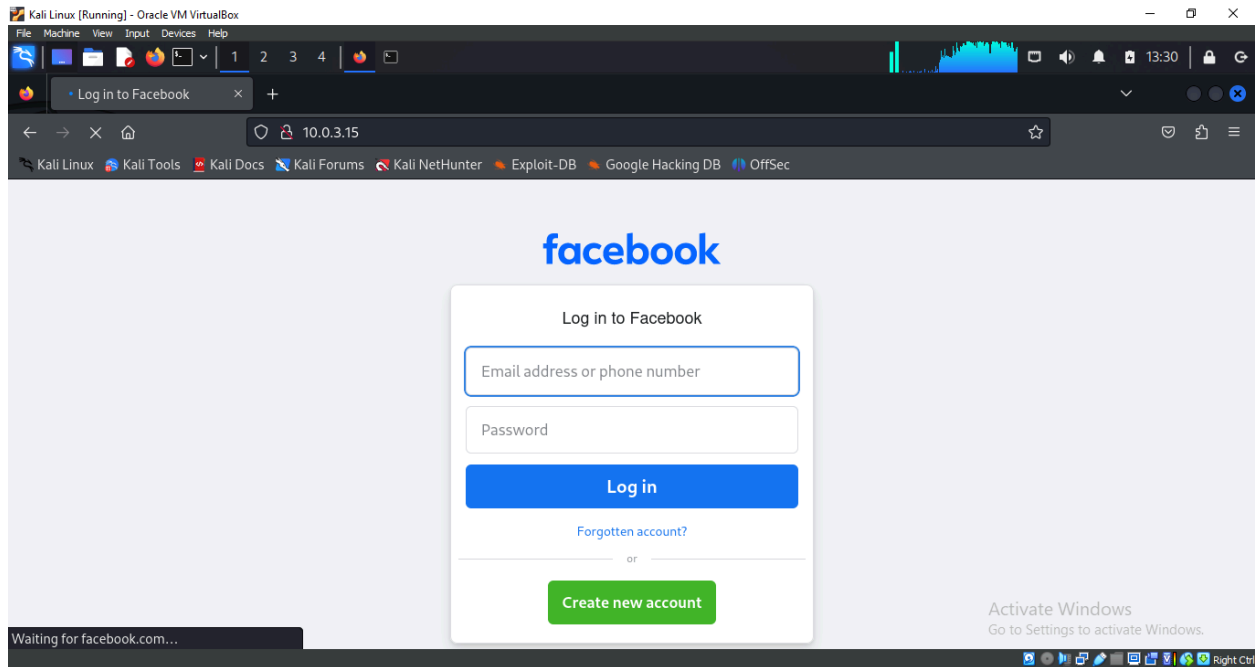 Kali Linux [Running] - Oracle VM VirtualBox
File Machine View Input Devices Help
1 2 3 4 13:30
Log in to Facebook
10.0.3.15
Kali Linux Kali Tools Kali Docs Kali Forums Kali NetHunter Exploit-DB Google Hacking DB OffSec
facebook
Log in to Facebook
Email address or phone number
Password
Log in
Forgotten account?
or
Create new account
Activate Windows
Go to Settings to activate Windows.
Waiting for facebook.com…
Right Ctrl